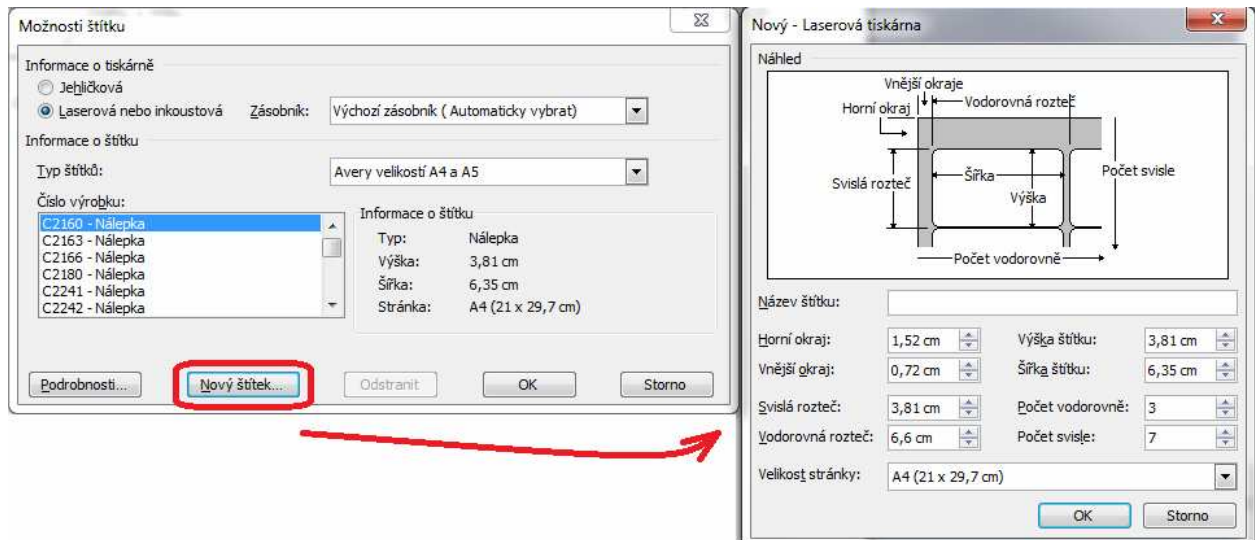 Možnosti štítku
Informace o tiskárně
Jehličková
Laserová nebo inkoustová Zásobník: Výchozí zásobník ( Automaticky vybrat)
Informace o štítku
Typ štítků: Avery velikostí A4 a A5
Číslo výrobku:
C2160 - Nálepka
C2163 - Nálepka
C2166 - Nálepka
C2180 - Nálepka
C2241 - Nálepka
C2242 - Nálepka
Informace o štítku
Typ: Nálepka
Výška: 3,81 cm
Šířka: 6,35 cm
Stránka: A4 (21 x 29,7 cm)
Podrobnosti... Nový štítek... Odstranit OK Storno
Nový - Laserová tiskárna
Náhled
Vnější okraje
Horní okraj
Vodorovná rozteč
Svislá rozteč
Šířka
Výška
Počet svisle
Počet vodorovně
Název štítku:
Horní okraj: 1,52 cm Výška štítku: 3,81 cm
Vnější okraj: 0,72 cm Šířka štítku: 6,35 cm
Svislá rozteč: 3,81 cm Počet vodorovně: 3
Vodorovná rozteč: 6,6 cm Počet svisle: 7
Velikost stránky: A4 (21 x 29,7 cm)
OK Storno